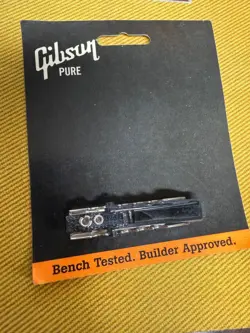 Gibson
PURE
Bench Tested. Builder Approved.